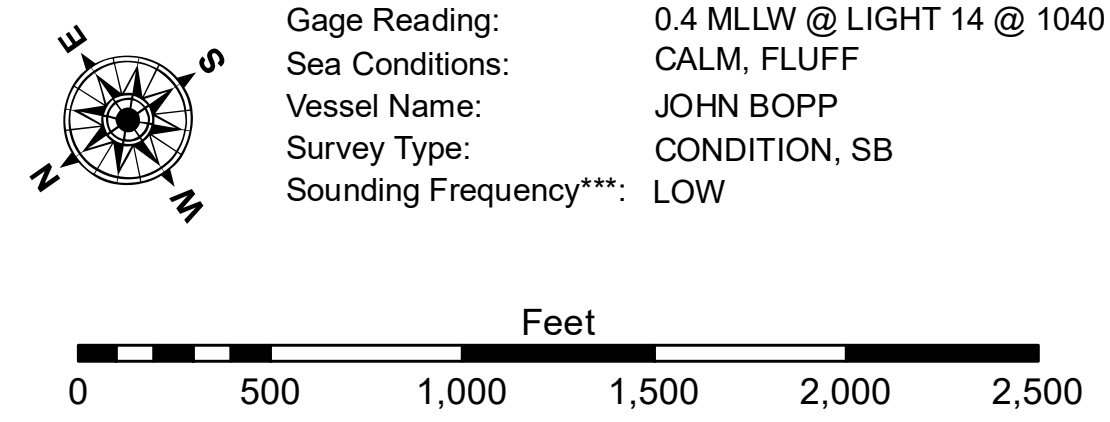 E S N W
Gage Reading: 0.4 MLLW @ LIGHT 14 @ 1040
Sea Conditions: CALM, FLUFF
Vessel Name: JOHN BOPP
Survey Type: CONDITION, SB
Sounding Frequency***: LOW
Feet
0 500 1,000 1,500 2,000 2,500